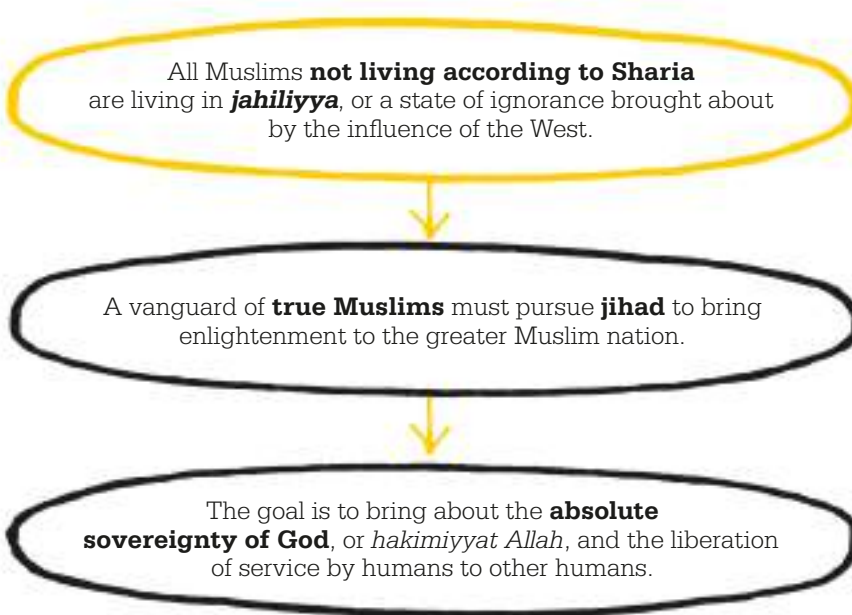 All Muslims not living according to Sharia
are living in jahiliyya, or a state of ignorance brought about
by the influence of the West.
A vanguard of true Muslims must pursue jihad to bring
enlightenment to the greater Muslim nation.
The goal is to bring about the absolute
sovereignty of God, or hakimiyyat Allah, and the liberation
of service by humans to other humans.